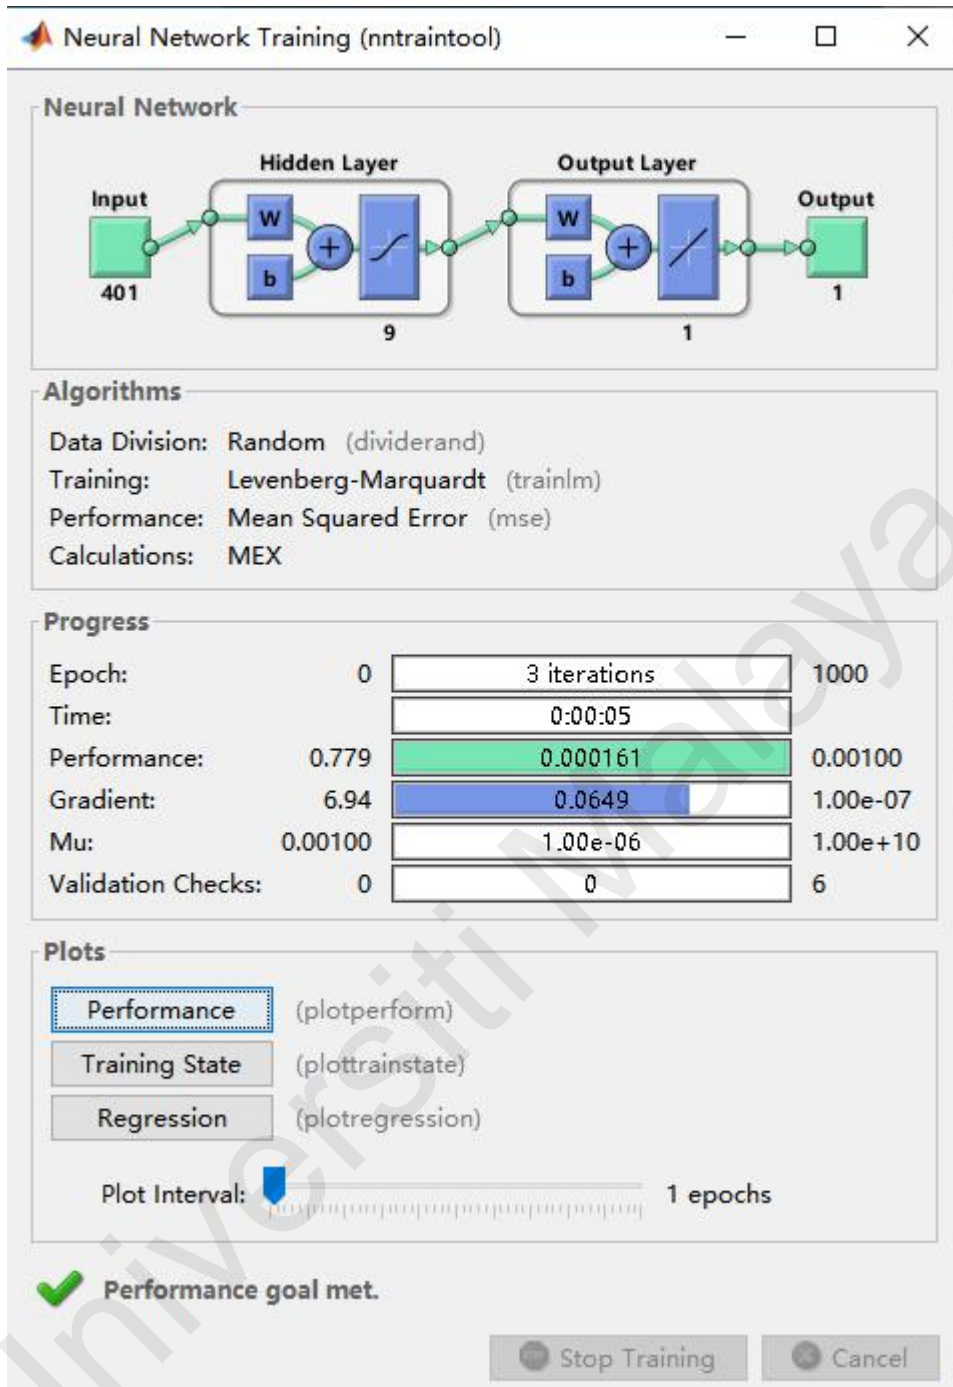 Neural Network Training (nntraintool)
Neural Network
Hidden Layer
Output Layer
Input
Output
W
b
W
b
401
9
1
1
Algorithms
Data Division: Random (dividerand)
Training: Levenberg-Marquardt (trainlm)
Performance: Mean Squared Error (mse)
Calculations: MEX
Progress
Epoch: 0 3 iterations 1000
Time: 0:00:05
Performance: 0.779 0.000161 0.00100
Gradient: 6.94 0.0649 1.00e-07
Mu: 0.00100 1.00e-06 1.00e+10
Validation Checks: 0 0 6
Plots
Performance (plotperform)
Training State (plottrainstate)
Regression (plotregression)
Plot Interval: 1 epochs
Performance goal met.
Stop Training Cancel
Universiti Malaya